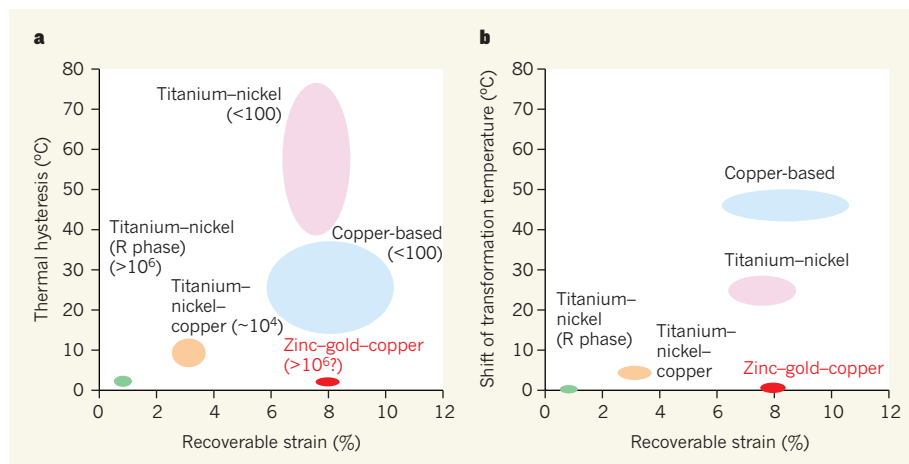 a
80
70
60
50
40
30
20
10
0
Thermal hysteresis (ºC)
Titanium–nickel
(<100)
Copper-based
(<100)
Titanium–nickel
(R phase)
(>10⁶)
Titanium–
nickel–
copper (~10⁴)
Zinc–gold–copper
(>10⁶?)
0 2 4 6 8 10 12
Recoverable strain (%)
b
80
70
60
50
40
30
20
10
0
Shift of transformation temperature (ºC)
Copper-based
Titanium–nickel
Titanium–
nickel
(R phase)
Titanium–
nickel–
copper
Zinc–gold–copper
0 2 4 6 8 10 12
Recoverable strain (%)